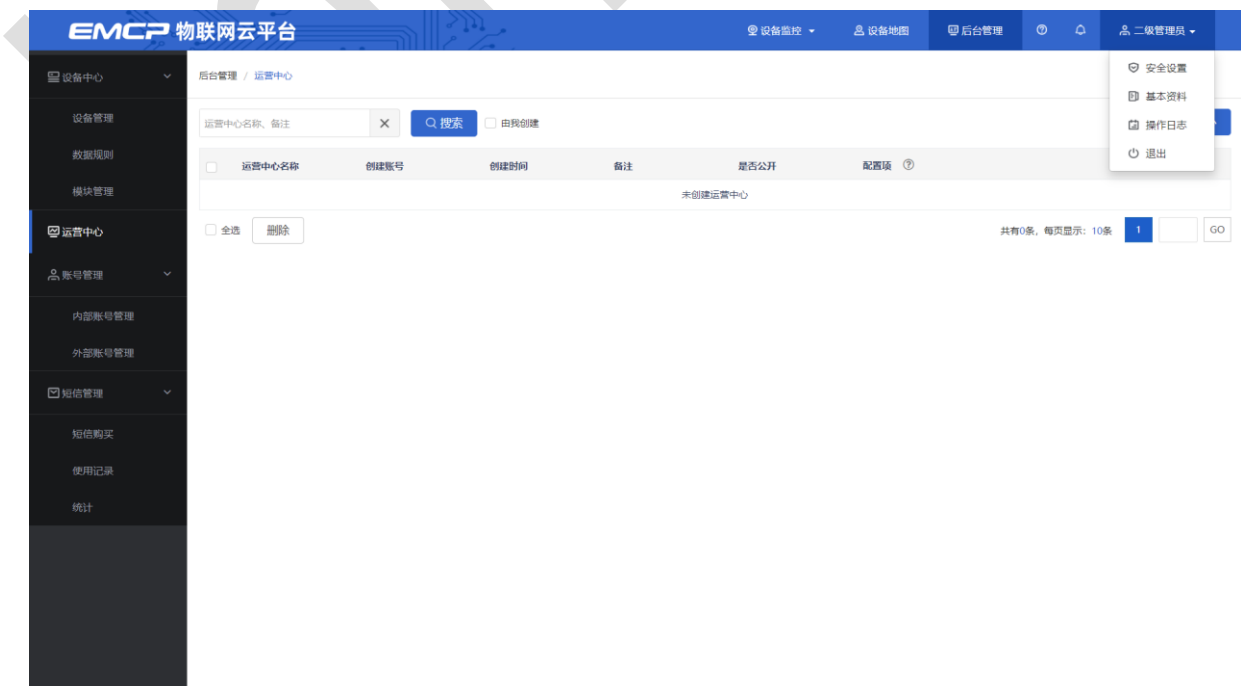 EMCP 物联网云平台 设备监控 设备地图 后台管理 二级管理员
设备中心
设备管理
数据规则
模块管理
运营中心
账号管理
内部账号管理
外部账号管理
短信管理
短信购买
使用记录
统计
后台管理 / 运营中心
运营中心名称、备注 搜索 由我创建
安全设置
基本资料
操作日志
退出
运营中心名称 创建账号 创建时间 备注 是否公开 配置项
未创建运营中心
全选 删除 共有0条, 每页显示: 10条 1 GO